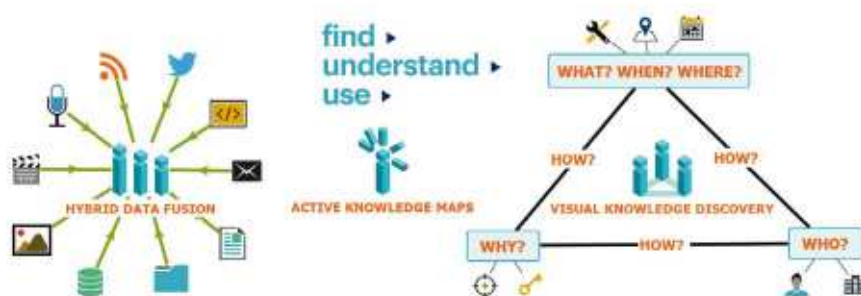 find
understand
use
HYBRID DATA FUSION
ACTIVE KNOWLEDGE MAPS
WHAT? WHEN? WHERE?
HOW?
HOW?
VISUAL KNOWLEDGE DISCOVERY
WHY?
HOW?
WHO?